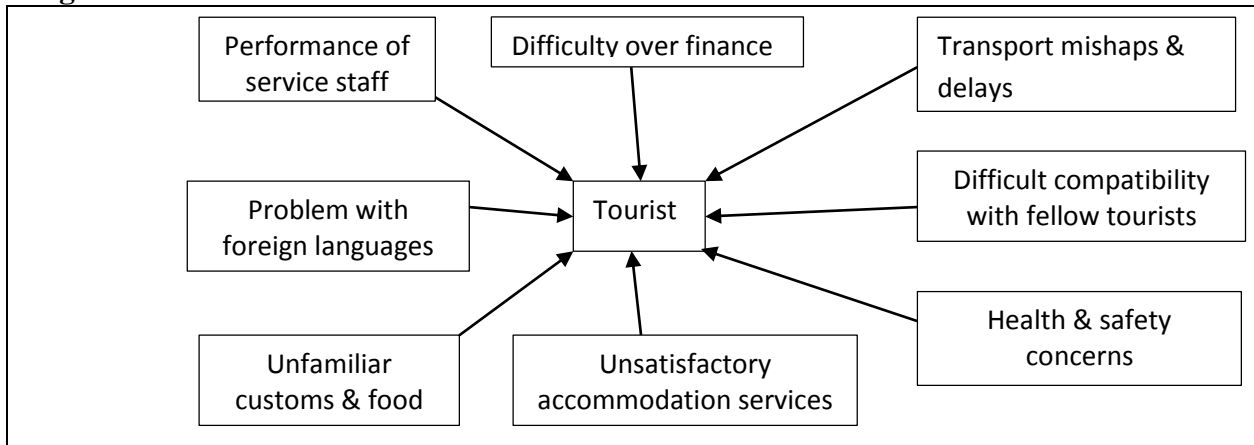 Performance of
service staff
Difficulty over finance
Transport mishaps &
delays
Problem with
foreign languages
Tourist
Difficult compatibility
with fellow tourists
Unfamiliar
customs & food
Unsatisfactory
accommodation services
Health & safety
concerns